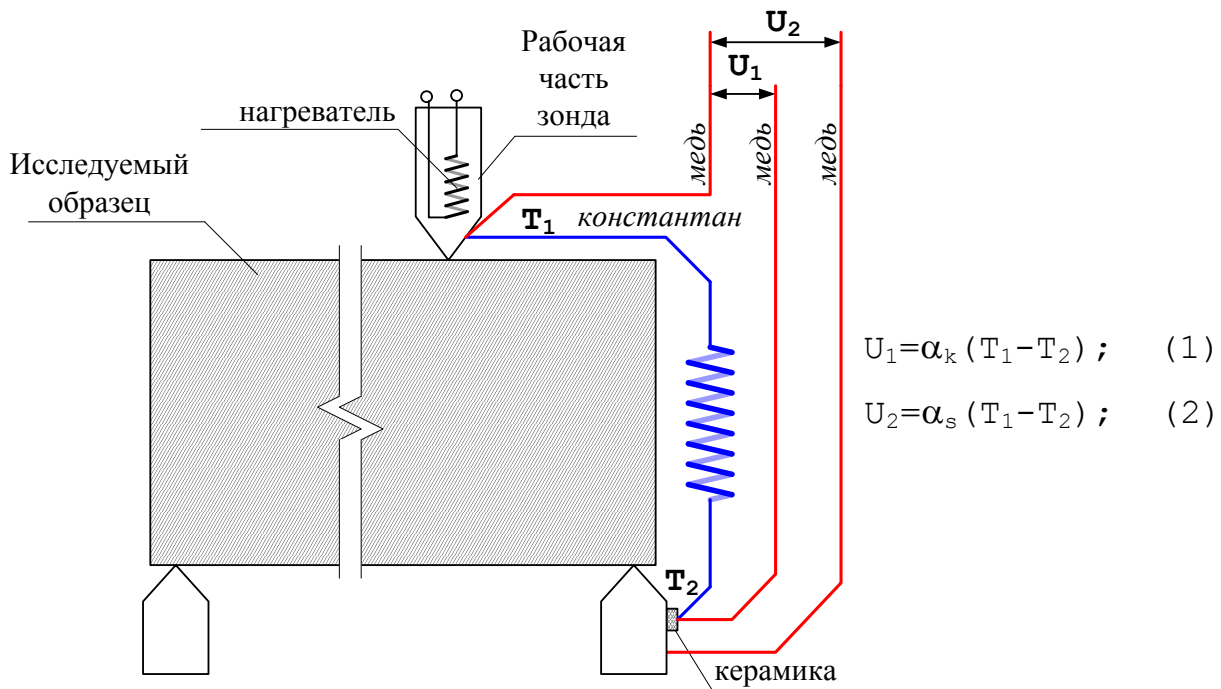 U₂
U₁
Рабочая
часть
зонда
нагреватель
Исследуемый
образец
медь
медь
медь
T₁ константан
U₁=αₖ(T₁-T₂); (1)
U₂=αₛ(T₁-T₂); (2)
T₂
керамика